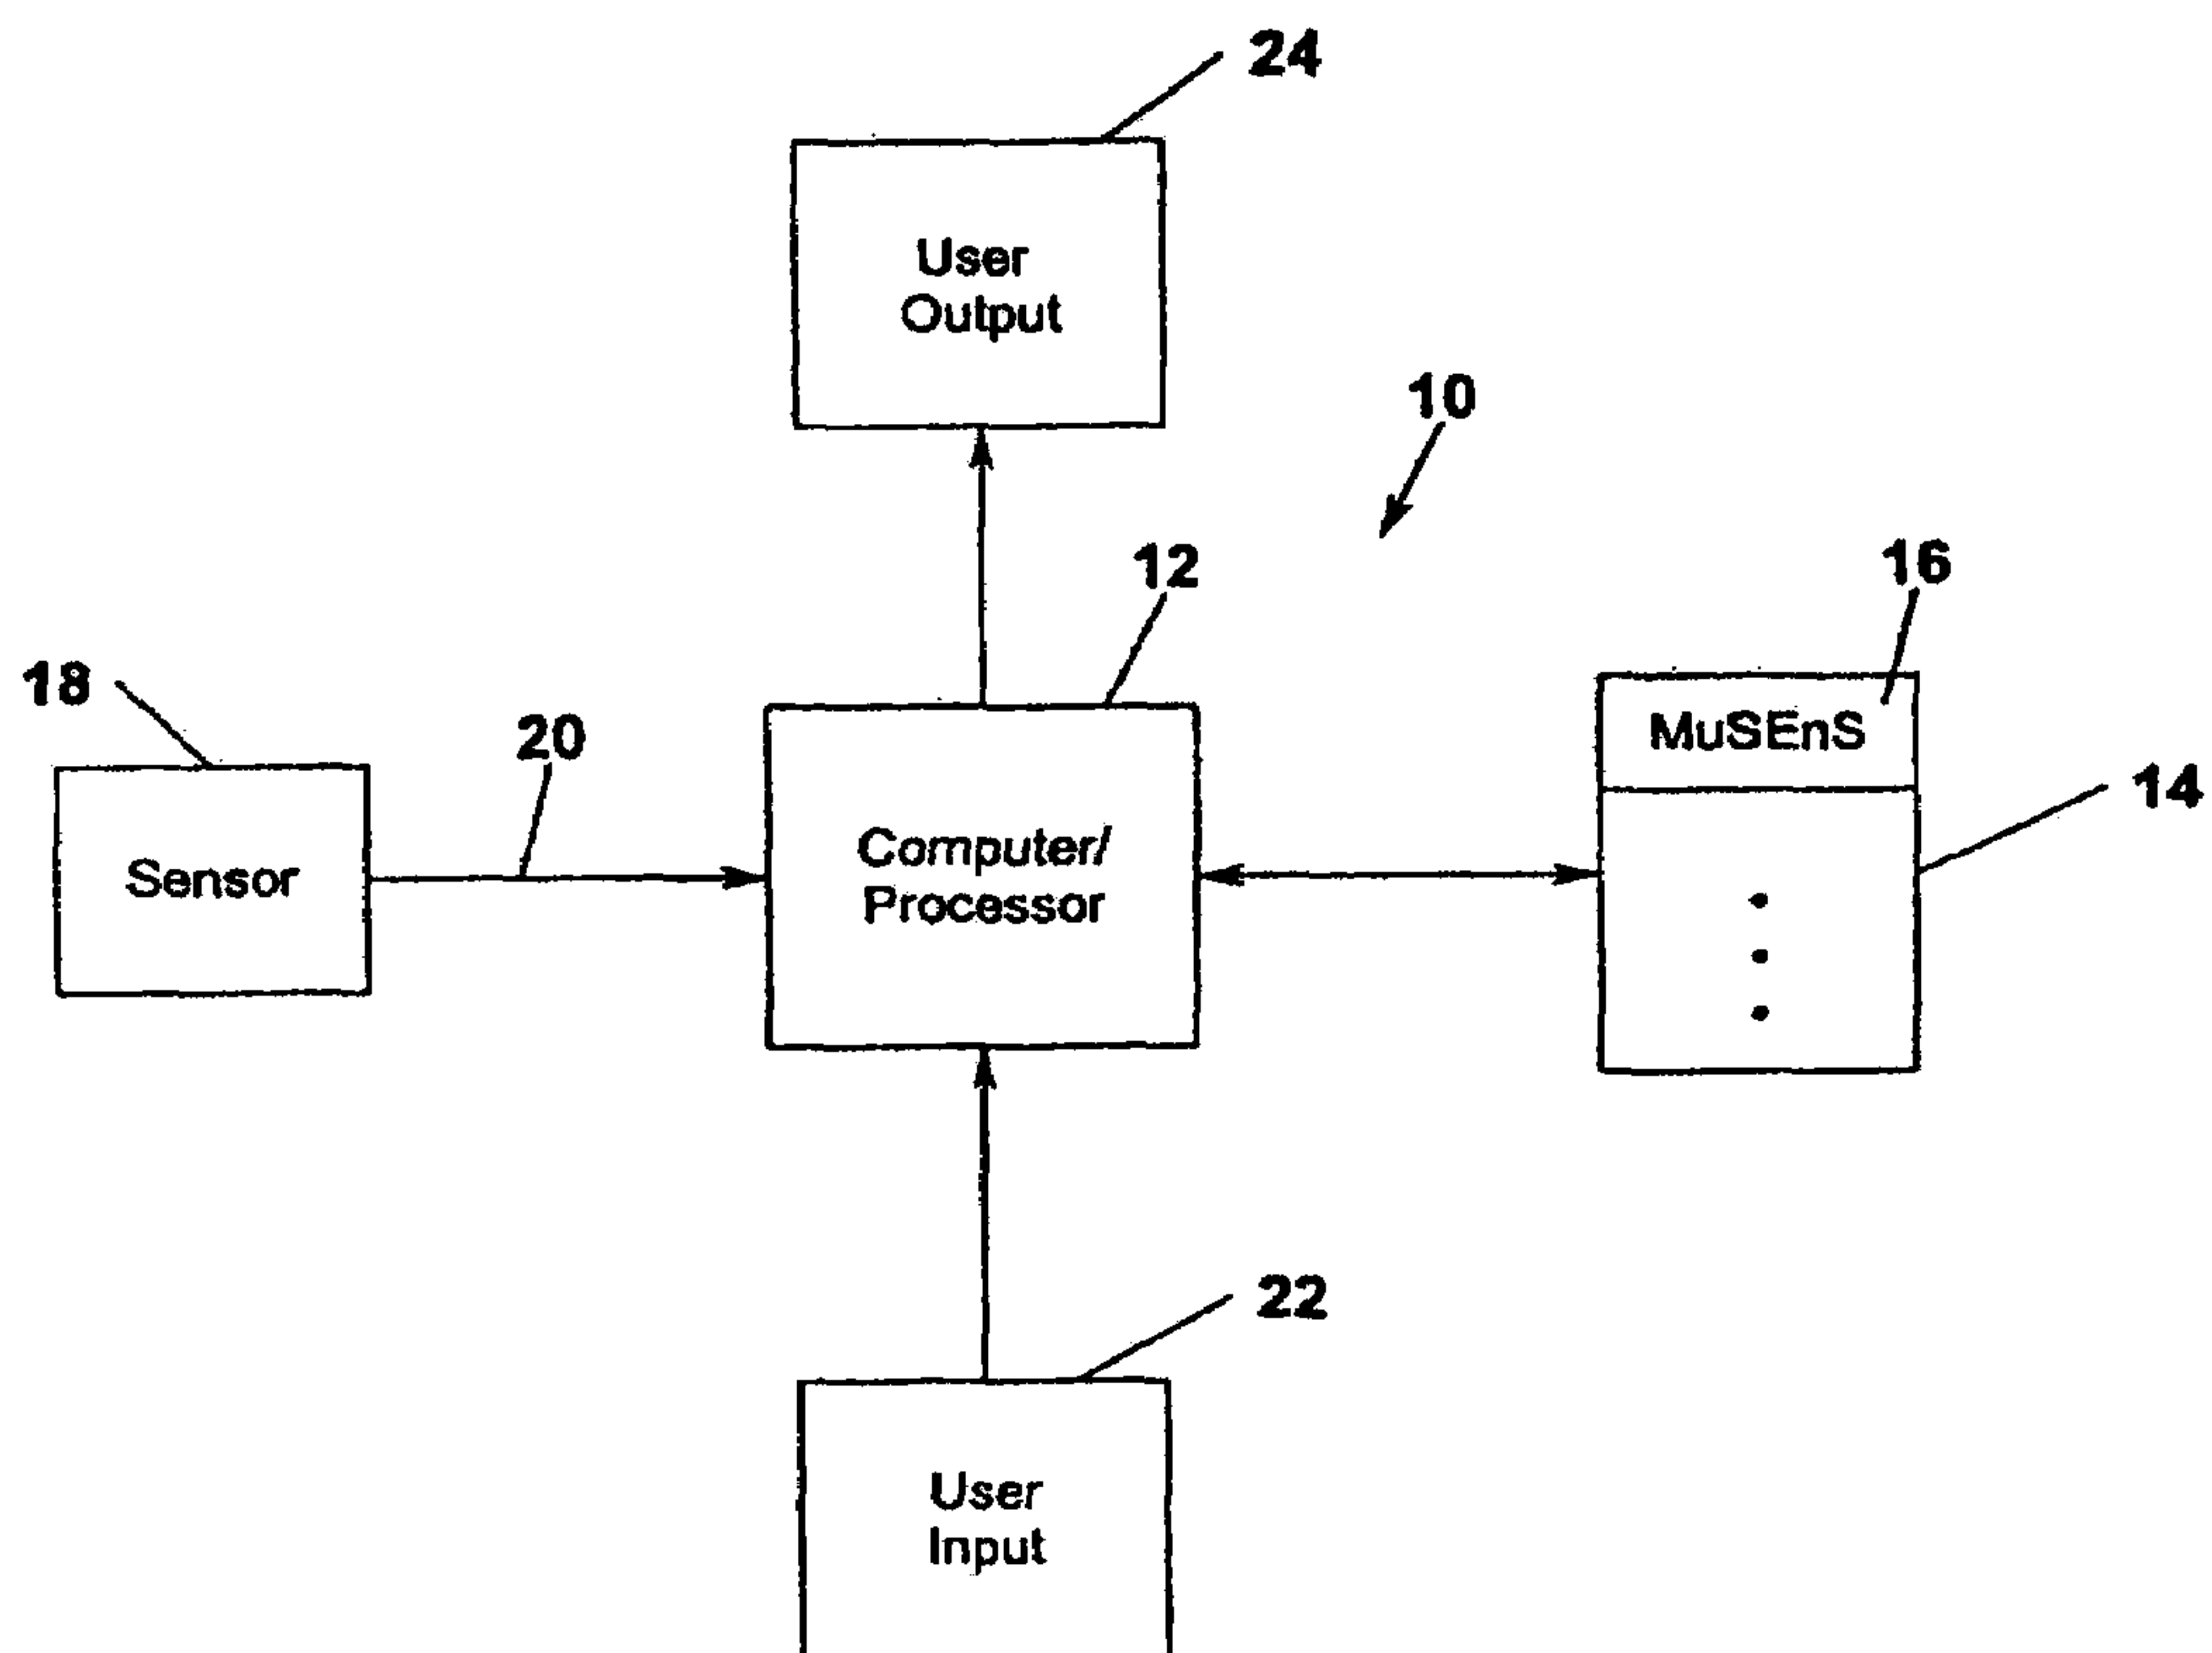 24
User
Output
10
12
16
18
20
MuSEnS
14
Sensor
Computer/
Processor
22
User
Input